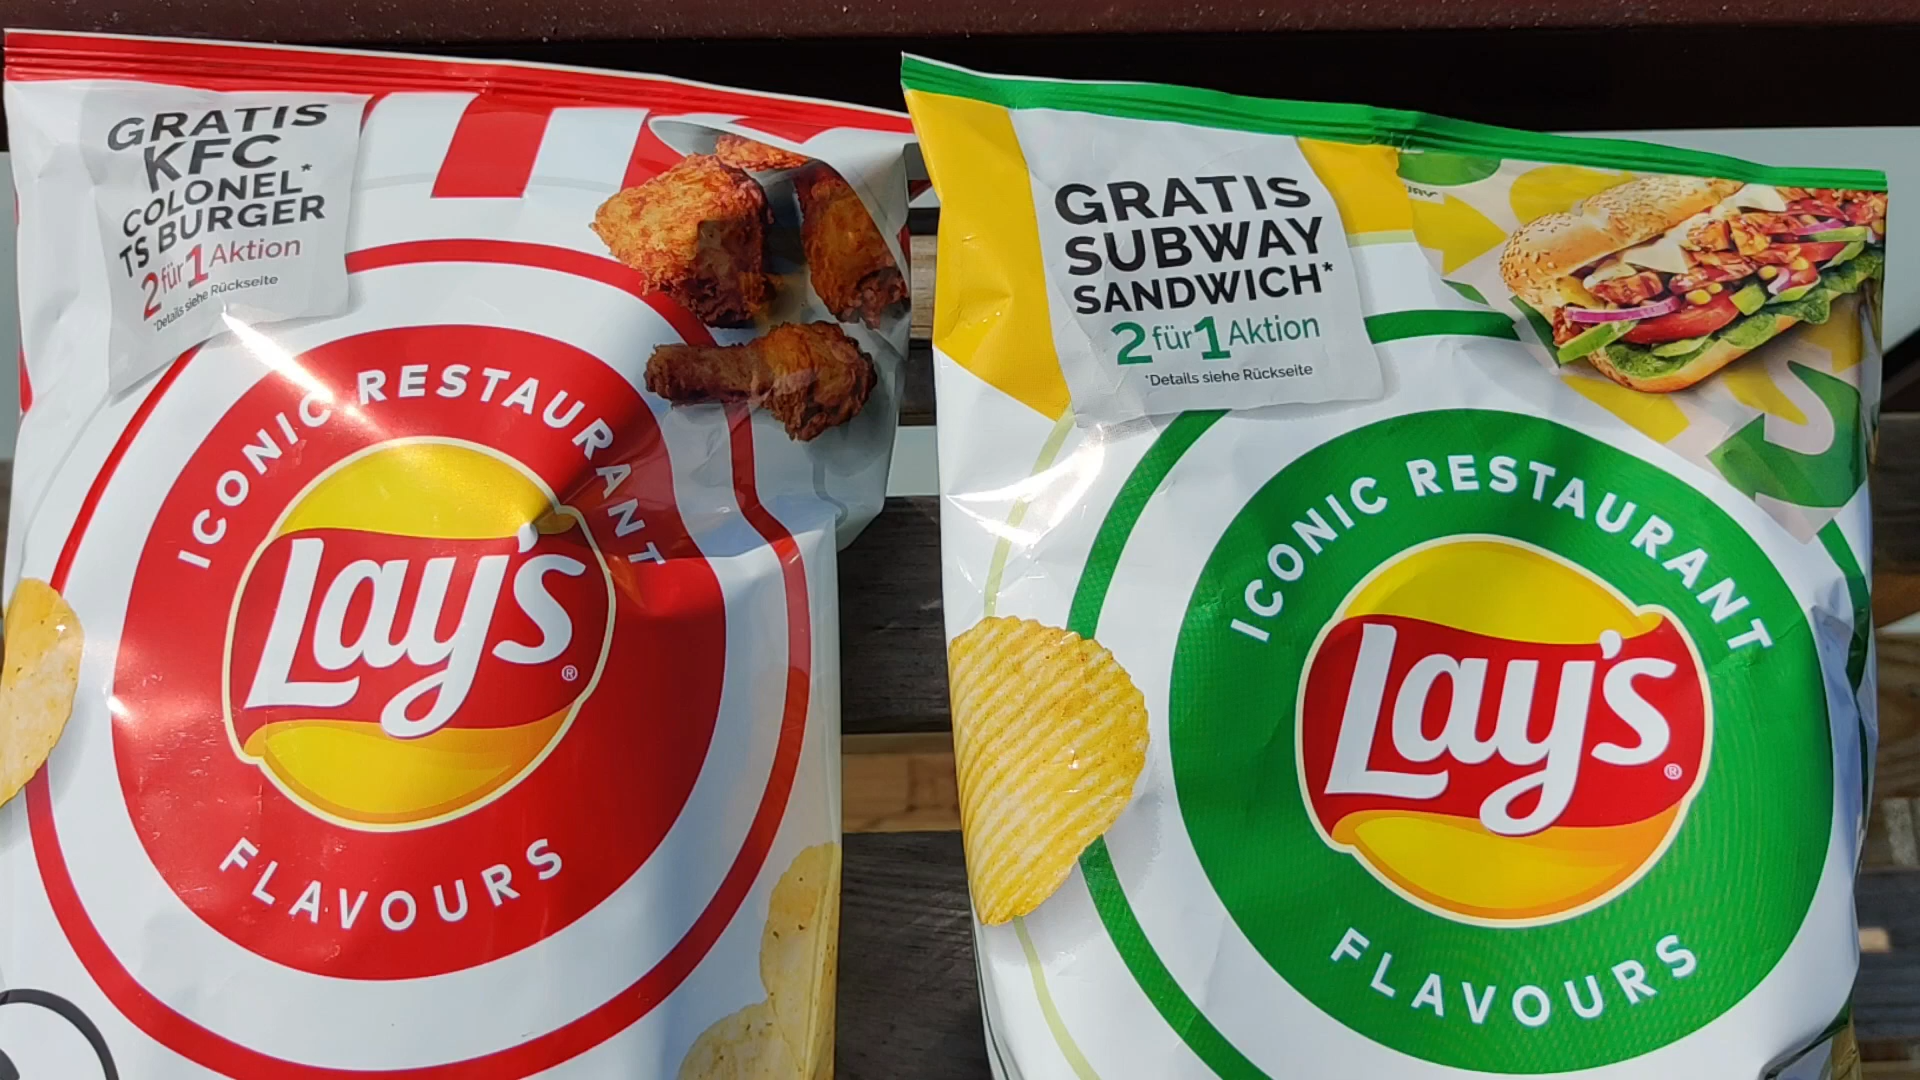 GRATIS
KFC
COLONEL*
TS BURGER
2 für 1 Aktion
*Details siehe Rückseite
ICONIC RESTAURANT
Lay's®
FLAVOURS
GRATIS
SUBWAY
SANDWICH*
2 für 1 Aktion
*Details siehe Rückseite
ICONIC RESTAURANT
Lay's®
FLAVOURS